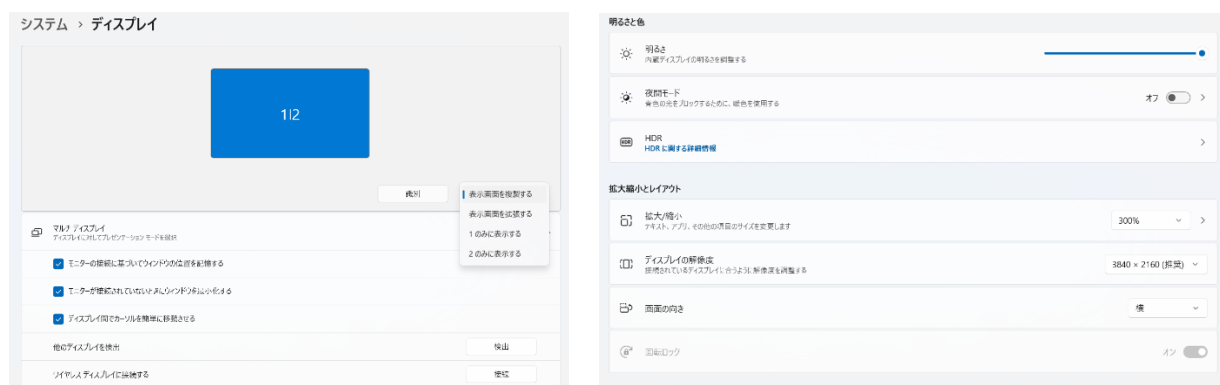 システム › ディスプレイ
1|2
識別
表示画面を複製する
表示画面を拡張する
1 のみに表示する
2 のみに表示する
マルチ ディスプレイ
ディスプレイに対してプレゼンテーション モードを選択
モニターの接続に基づいてウィンドウの位置を記憶する
モニターが接続されていないときにウィンドウを最小化する
ディスプレイ間でカーソルを簡単に移動させる
他のディスプレイを検出
検出
ワイヤレス ディスプレイに接続する
接続
明るさと色
明るさ
内蔵ディスプレイの明るさを調整する
夜間モード
青色の光をブロックするために、暖色を使用する
オフ
HDR
HDR
HDR に関する詳細情報
拡大縮小とレイアウト
拡大/縮小
テキスト、アプリ、その他の項目のサイズを変更します
300%
ディスプレイの解像度
接続されているディスプレイに合うように解像度を調整する
3840 × 2160 (推奨)
画面の向き
横
回転ロック
オン